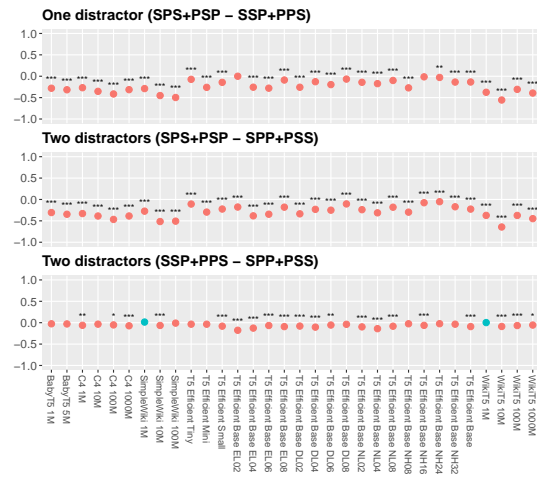 One distractor (SPS+PSP − SSP+PPS)
1.0
0.5
0.0
−0.5
−1.0
*** *** *** *** *** *** *** *** *** *** *** *** *** *** *** *** *** *** *** *** *** *** *** ** *** *** *** *** *** ***
Two distractors (SPS+PSP − SPP+PSS)
1.0
0.5
0.0
−0.5
−1.0
*** *** *** *** *** *** *** *** *** *** *** *** *** *** *** *** *** *** *** *** *** *** *** *** *** *** *** *** *** *** *** ***
Two distractors (SSP+PPS − SPP+PSS)
1.0
0.5
0.0
−0.5
−1.0
** * *** *** *** *** *** *** *** *** *** ** *** *** *** *** *** *** *** *
BabyT5 1M
BabyT5 5M
C4 1M
C4 10M
C4 100M
C4 1000M
SimpleWiki 1M
SimpleWiki 10M
SimpleWiki 100M
T5 Efficient Tiny
T5 Efficient Mini
T5 Efficient Small
T5 Efficient Base EL02
T5 Efficient Base EL04
T5 Efficient Base EL06
T5 Efficient Base EL08
T5 Efficient Base DL02
T5 Efficient Base DL04
T5 Efficient Base DL06
T5 Efficient Base DL08
T5 Efficient Base NL02
T5 Efficient Base NL04
T5 Efficient Base NL08
T5 Efficient Base NH08
T5 Efficient Base NH16
T5 Efficient Base NH24
T5 Efficient Base NH32
T5 Efficient Base
WikiT5 1M
WikiT5 10M
WikiT5 100M
WikiT5 1000M